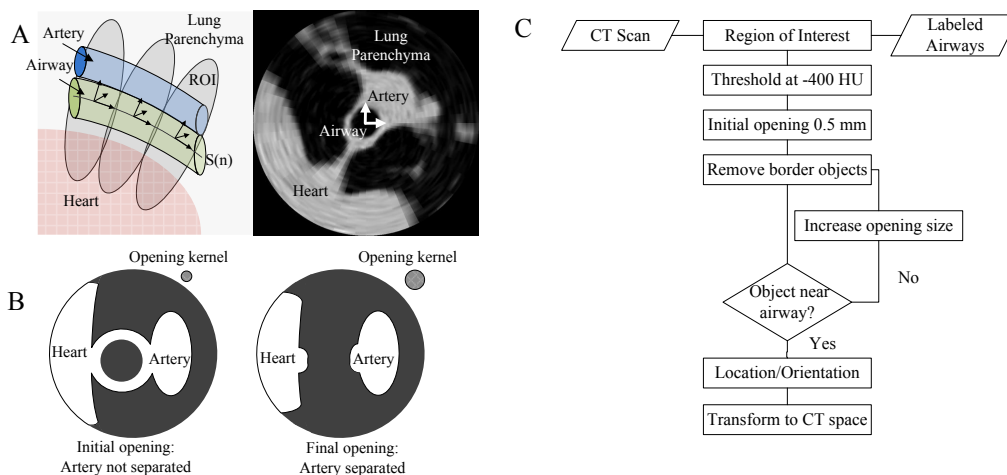 A
Artery
Airway
Lung
Parenchyma
ROI
S(n)
Heart
Lung
Parenchyma
Artery
Airway
Heart
B
Opening kernel
Heart
Artery
Initial opening:
Artery not separated
Opening kernel
Heart
Artery
Final opening:
Artery separated
C
CT Scan
Region of Interest
Labeled
Airways
Threshold at -400 HU
Initial opening 0.5 mm
Remove border objects
Increase opening size
No
Object near
airway?
Yes
Location/Orientation
Transform to CT space